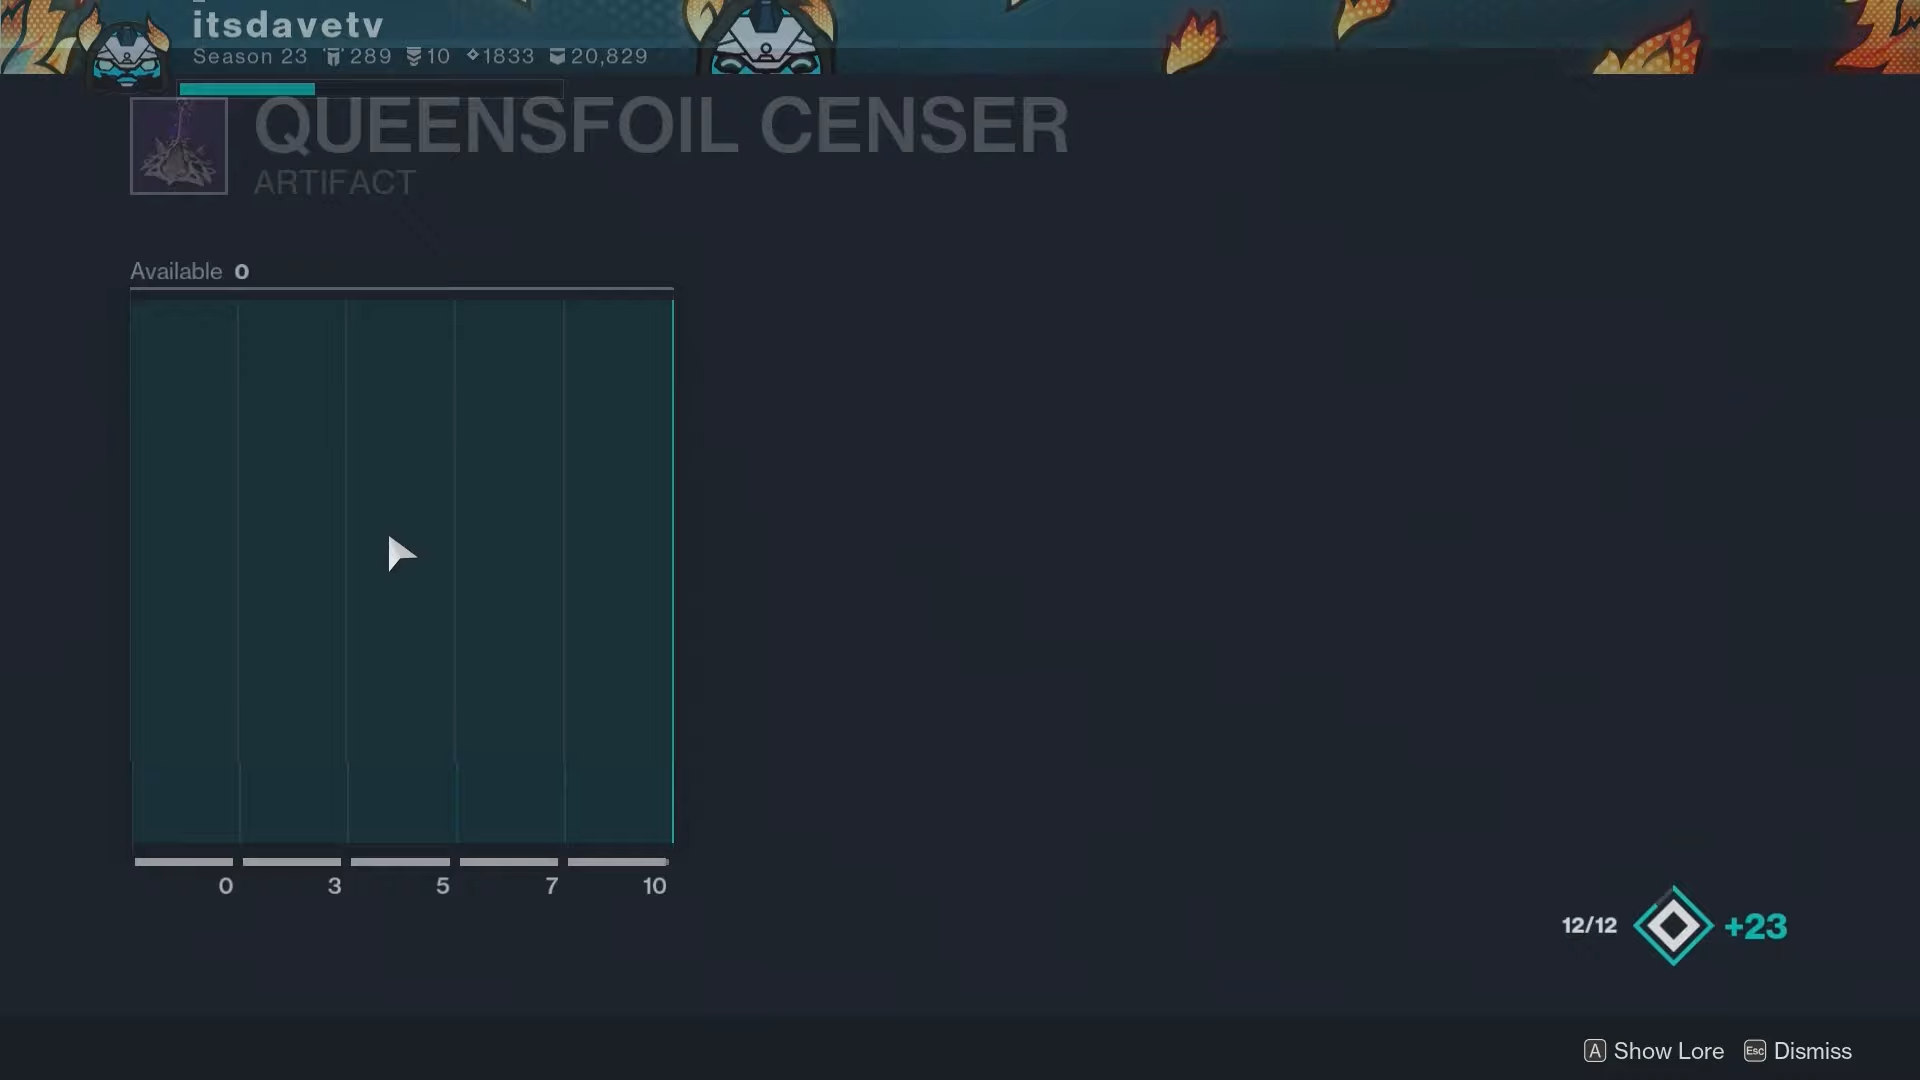 itsdavetv
Season 23 289 10 1833 20,829
QUEENSFOIL CENSER
ARTIFACT
Available 0
0 3 5 7 10
12/12 +23
A Show Lore Esc Dismiss